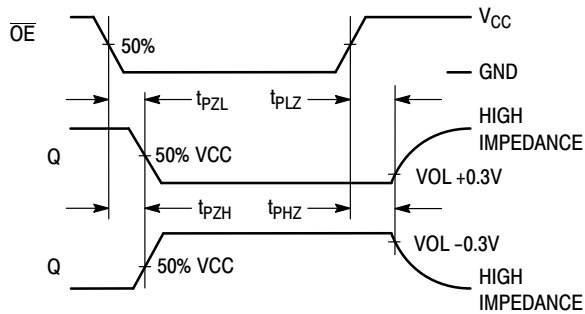 OE
V_CC
50%
GND
t_PZL
t_PLZ
HIGH
IMPEDANCE
Q
50% VCC
VOL +0.3V
t_PZH
t_PHZ
VOL −0.3V
Q
50% VCC
HIGH
IMPEDANCE